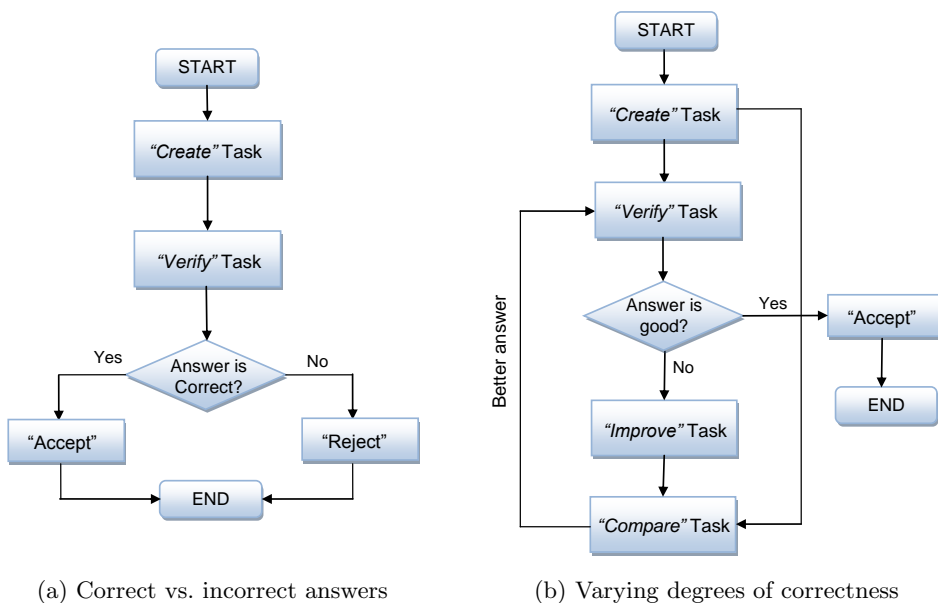 START
“Create” Task
“Verify” Task
Answer is
Correct?
Yes
No
“Accept”
“Reject”
END
(a) Correct vs. incorrect answers
START
“Create” Task
“Verify” Task
Answer is
good?
Yes
“Accept”
No
END
Better answer
“Improve” Task
“Compare” Task
(b) Varying degrees of correctness